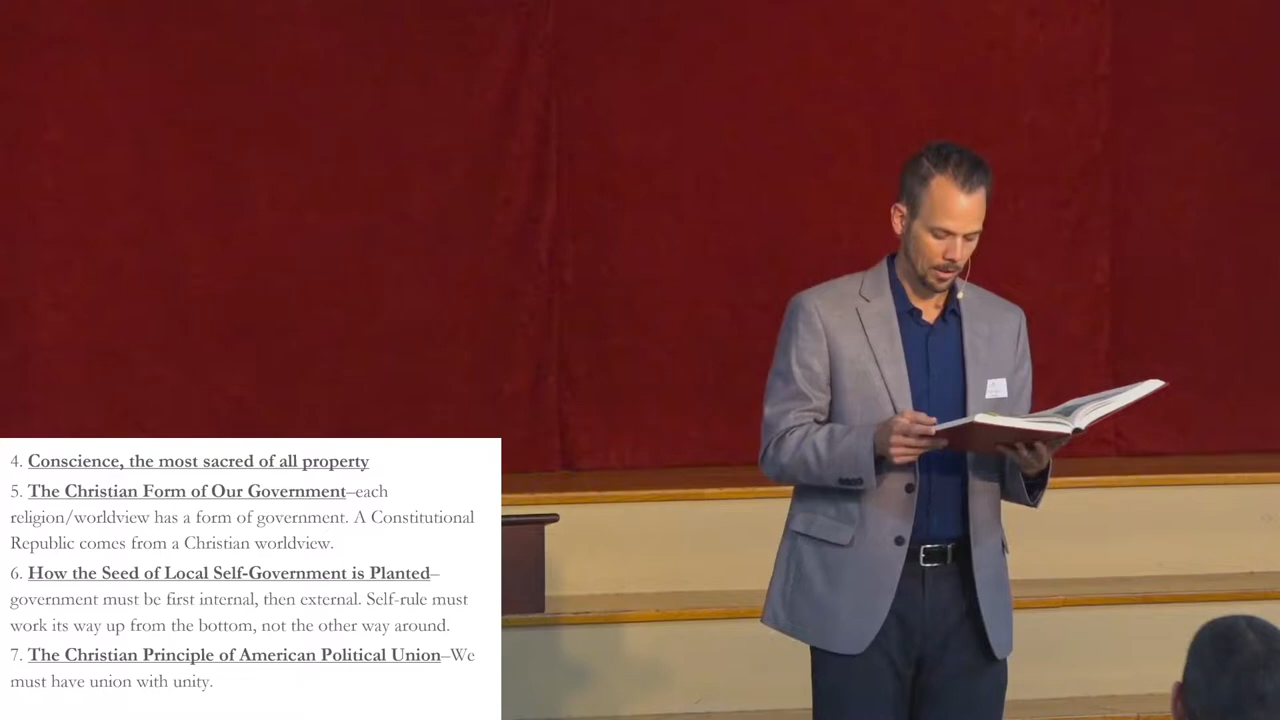 4. Conscience, the most sacred of all property
5. The Christian Form of Our Government–each
religion/worldview has a form of government. A Constitutional
Republic comes from a Christian worldview.
6. How the Seed of Local Self-Government is Planted–
government must be first internal, then external. Self-rule must
work its way up from the bottom, not the other way around.
7. The Christian Principle of American Political Union–We
must have union with unity.